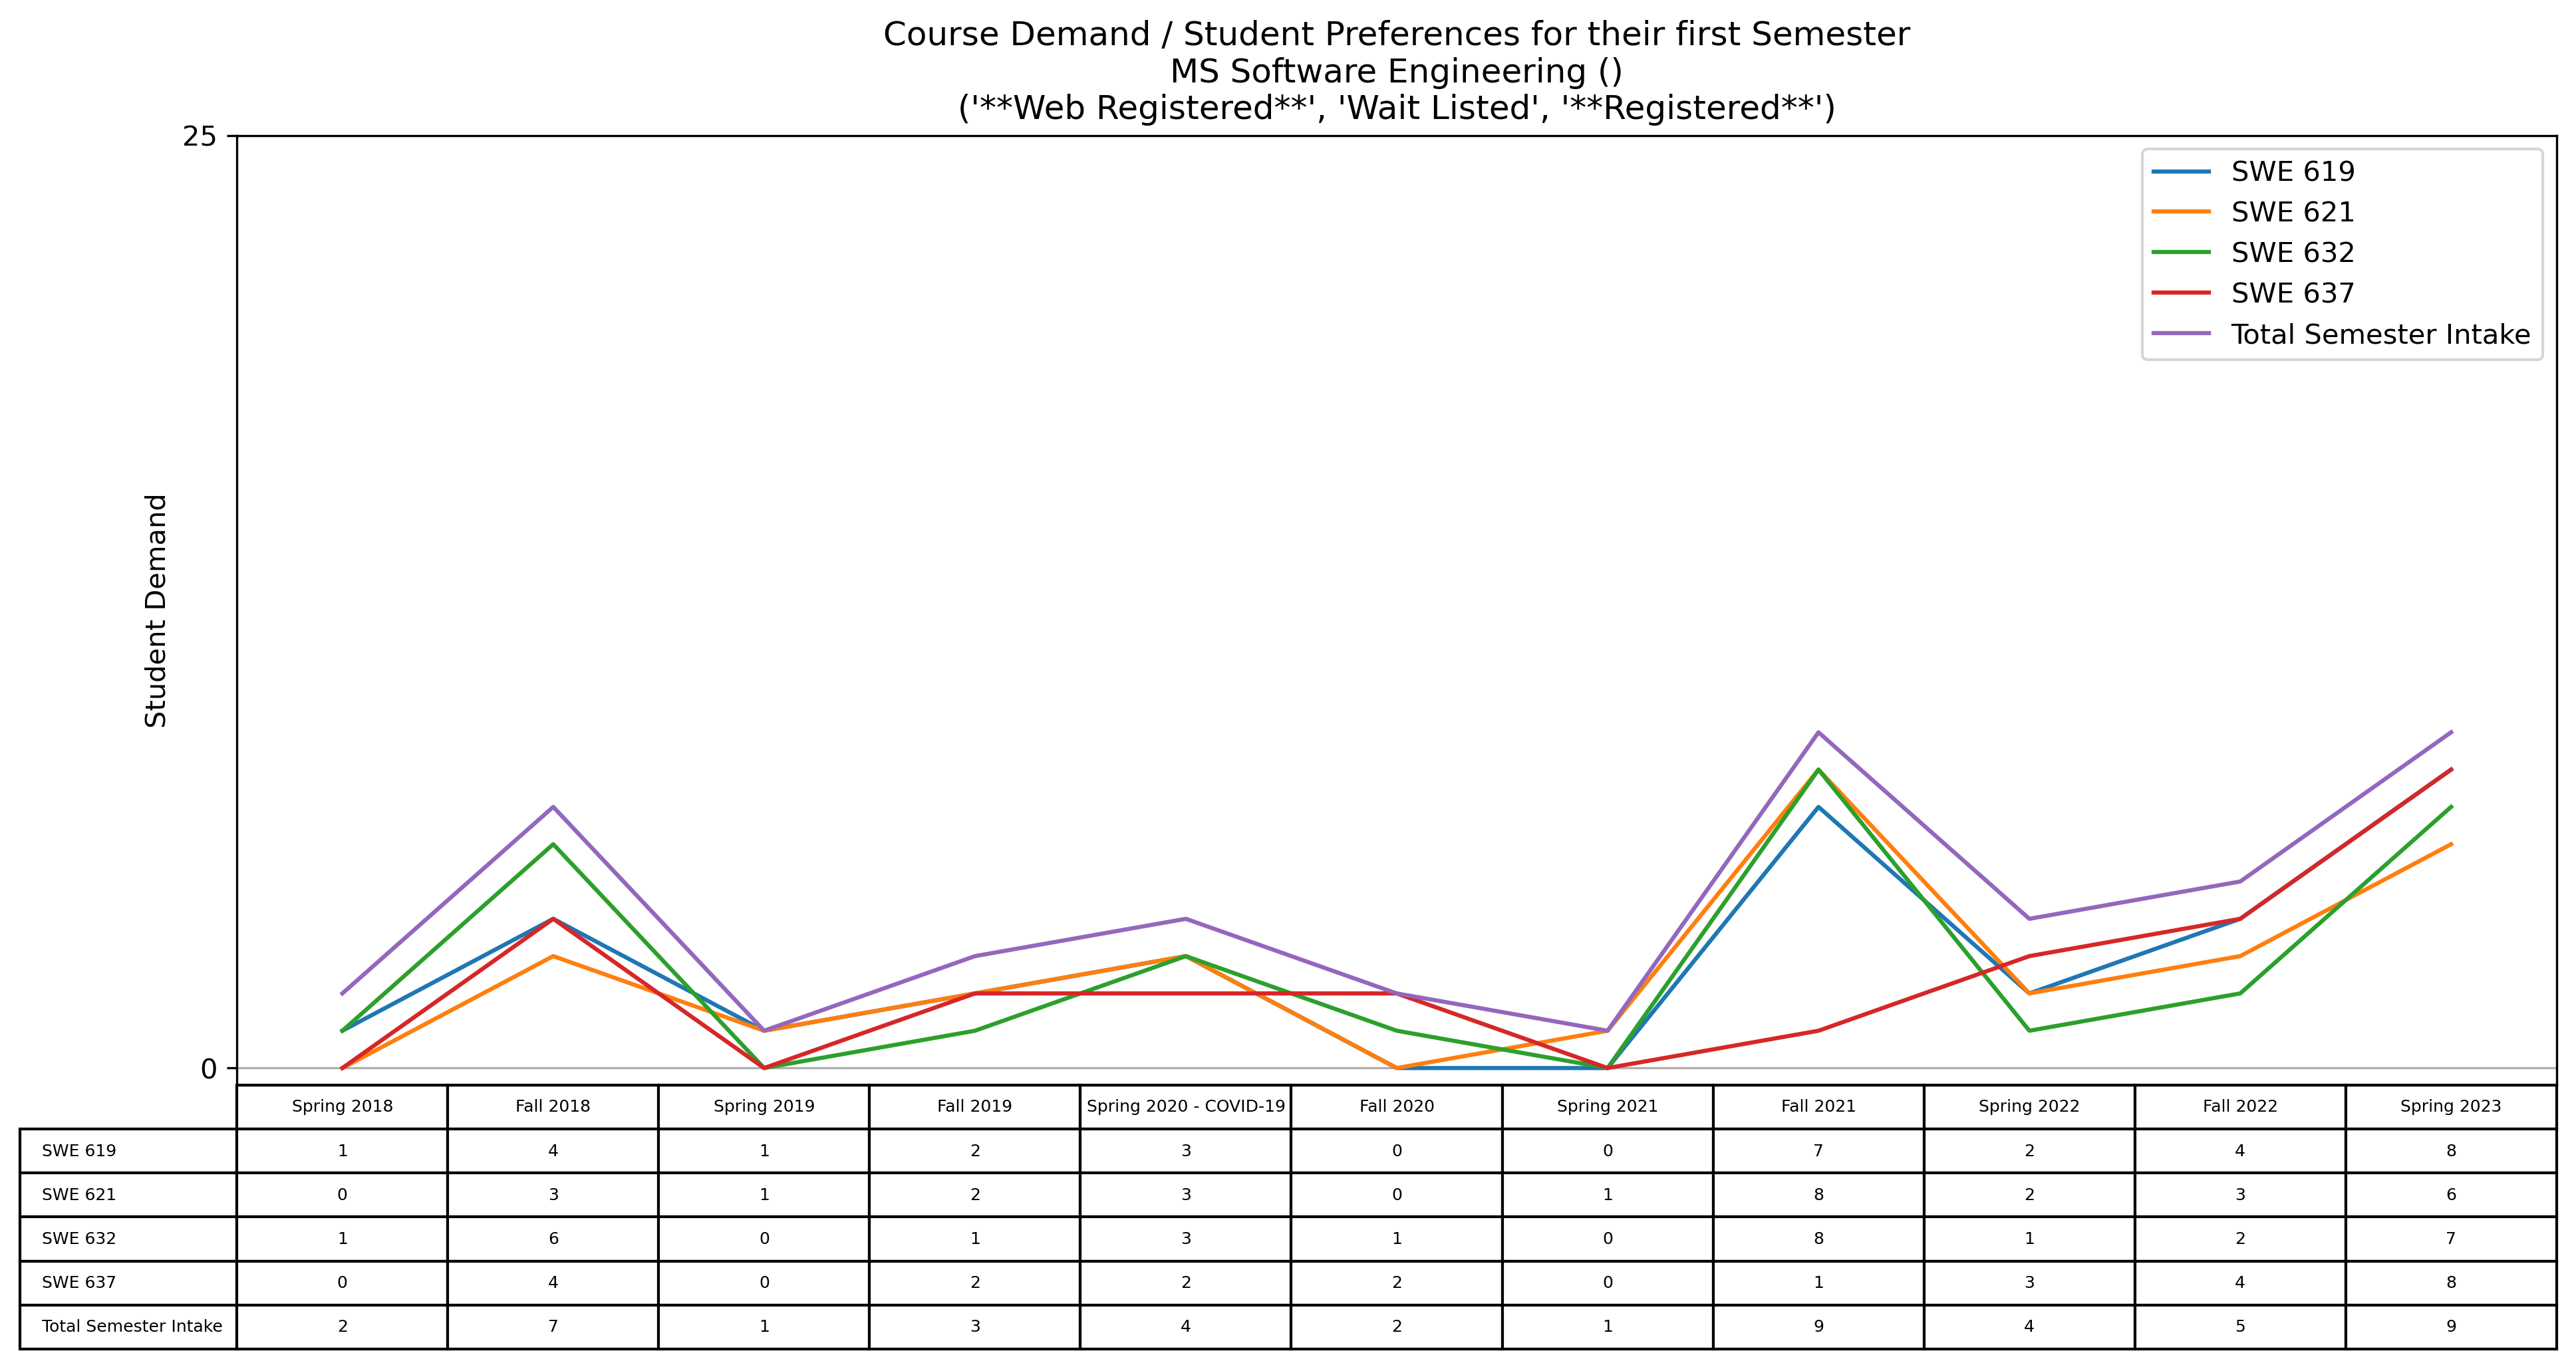 Course Demand / Student Preferences for their first Semester
MS Software Engineering ()
('**Web Registered**', 'Wait Listed', '**Registered**')
25
SWE 619
SWE 621
SWE 632
SWE 637
Total Semester Intake
Student Demand
0
Spring 2018 Fall 2018 Spring 2019 Fall 2019 Spring 2020 - COVID-19 Fall 2020 Spring 2021 Fall 2021 Spring 2022 Fall 2022 Spring 2023
SWE 619 1 4 1 2 3 0 0 7 2 4 8
SWE 621 0 3 1 2 3 0 1 8 2 3 6
SWE 632 1 6 0 1 3 1 0 8 1 2 7
SWE 637 0 4 0 2 2 2 0 1 3 4 8
Total Semester Intake 2 7 1 3 4 2 1 9 4 5 9